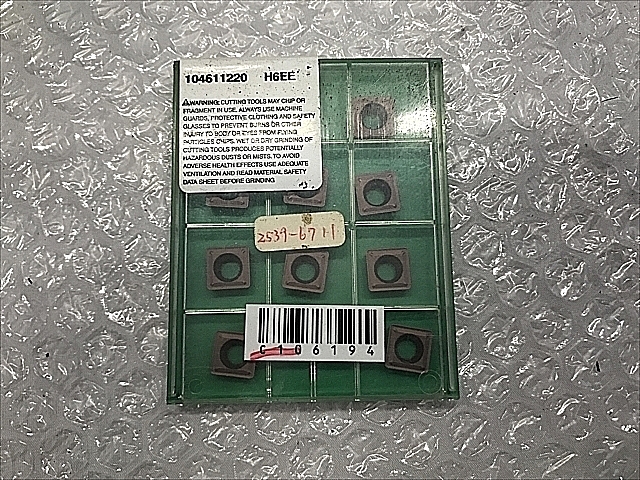 104611220 H6EE
⚠WARNING: CUTTING TOOLS MAY CHIP OR
FRAGMENT IN USE. ALWAYS USE MACHINE
GUARDS, PROTECTIVE CLOTHING AND SAFETY
GLASSES TO PREVENT BURNS OR OTHER
INJURY TO BODY OR EYES FROM FLYING
PARTICLES CHIPS. WET OR DRY GRINDING OF
CUTTING TOOLS PRODUCES POTENTIALLY
HAZARDOUS DUSTS OR MISTS. TO AVOID
ADVERSE HEALTH EFFECTS USE ADEQUATE
VENTILATION AND READ MATERIAL SAFETY
DATA SHEET BEFORE GRINDING
2539-67 11
G106194